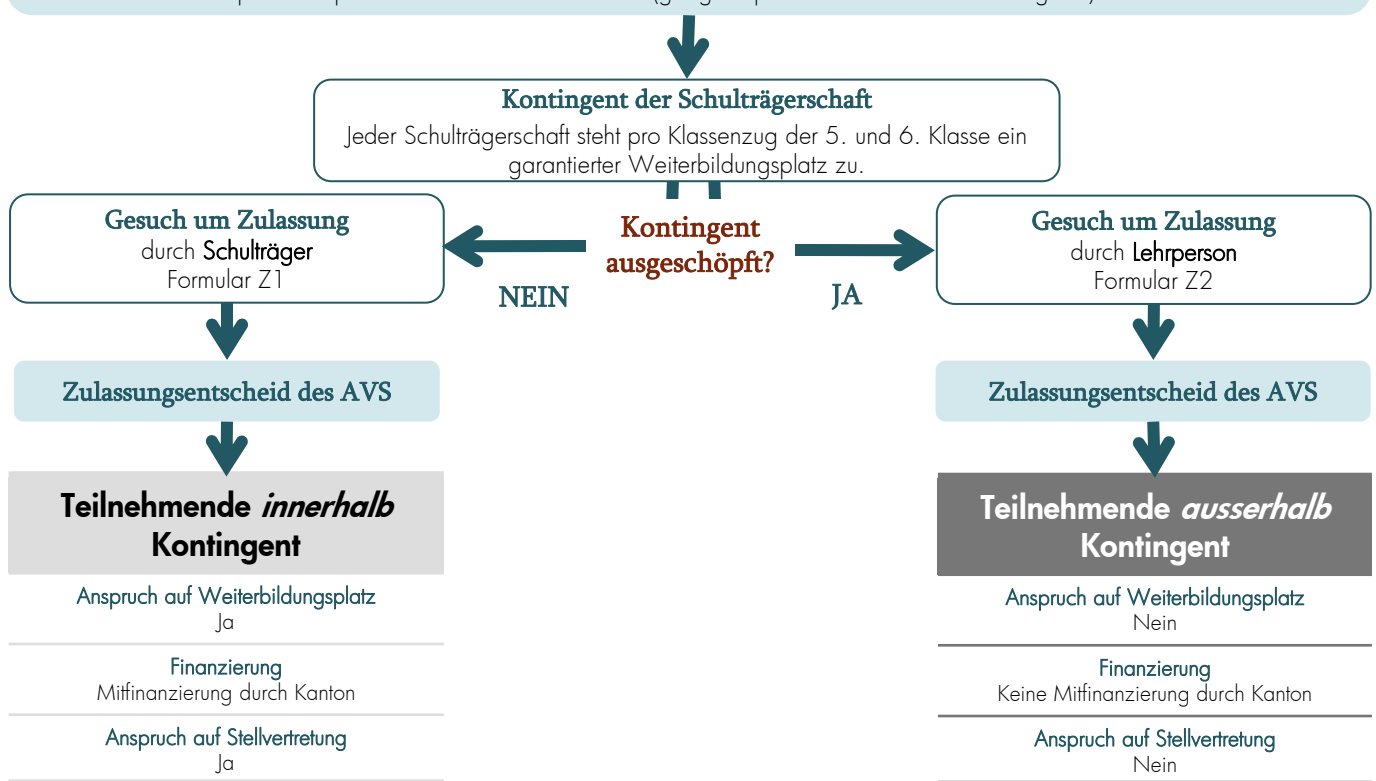 Kontingent der Schulträgerschaft
Jeder Schulträgerschaft steht pro Klassenzug der 5. und 6. Klasse ein
garantierter Weiterbildungsplatz zu.
Gesuch um Zulassung
durch Schulträger
Formular Z1
Kontingent
ausgeschöpft?
NEIN
JA
Gesuch um Zulassung
durch Lehrperson
Formular Z2
Zulassungsentscheid des AVS
Zulassungsentscheid des AVS
Teilnehmende innerhalb
Kontingent
Anspruch auf Weiterbildungsplatz
Ja
Finanzierung
Mitfinanzierung durch Kanton
Anspruch auf Stellvertretung
Ja
Teilnehmende ausserhalb
Kontingent
Anspruch auf Weiterbildungsplatz
Nein
Finanzierung
Keine Mitfinanzierung durch Kanton
Anspruch auf Stellvertretung
Nein